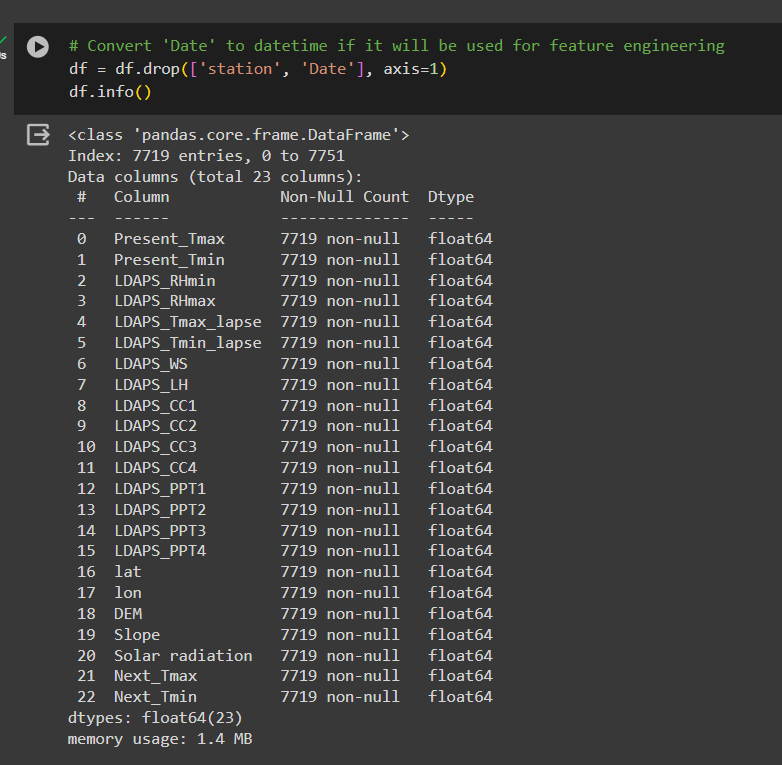 # Convert 'Date' to datetime if it will be used for feature engineering
df = df.drop(['station', 'Date'], axis=1)
df.info()
<class 'pandas.core.frame.DataFrame'>
Index: 7719 entries, 0 to 7751
Data columns (total 23 columns):
 #   Column            Non-Null Count  Dtype
---  ------            --------------  -----
 0   Present_Tmax      7719 non-null   float64
 1   Present_Tmin      7719 non-null   float64
 2   LDAPS_RHmin       7719 non-null   float64
 3   LDAPS_RHmax       7719 non-null   float64
 4   LDAPS_Tmax_lapse  7719 non-null   float64
 5   LDAPS_Tmin_lapse  7719 non-null   float64
 6   LDAPS_WS          7719 non-null   float64
 7   LDAPS_LH          7719 non-null   float64
 8   LDAPS_CC1         7719 non-null   float64
 9   LDAPS_CC2         7719 non-null   float64
 10  LDAPS_CC3         7719 non-null   float64
 11  LDAPS_CC4         7719 non-null   float64
 12  LDAPS_PPT1        7719 non-null   float64
 13  LDAPS_PPT2        7719 non-null   float64
 14  LDAPS_PPT3        7719 non-null   float64
 15  LDAPS_PPT4        7719 non-null   float64
 16  lat               7719 non-null   float64
 17  lon               7719 non-null   float64
 18  DEM               7719 non-null   float64
 19  Slope             7719 non-null   float64
 20  Solar radiation   7719 non-null   float64
 21  Next_Tmax         7719 non-null   float64
 22  Next_Tmin         7719 non-null   float64
dtypes: float64(23)
memory usage: 1.4 MB